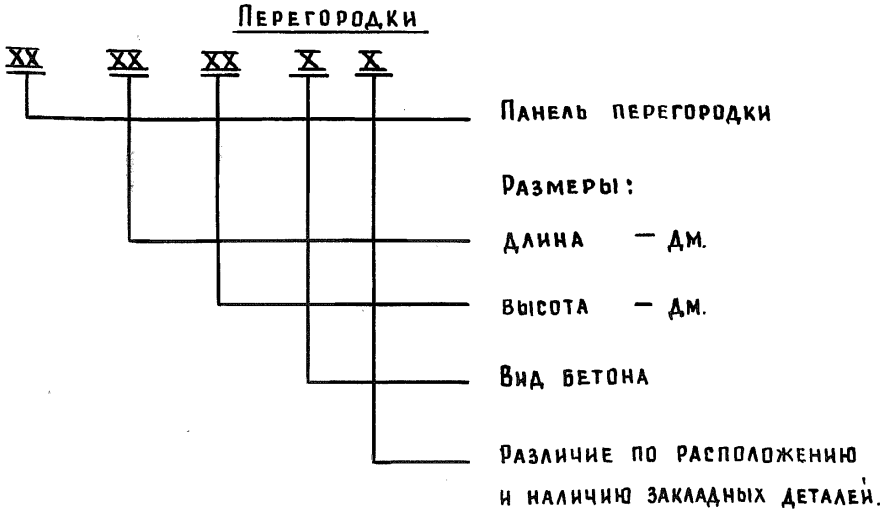 Перегородки
XX XX XX X X
Панель перегородки
Размеры:
длина — дм.
высота — дм.
Вид бетона
Различие по расположению
и наличию закладных деталей.